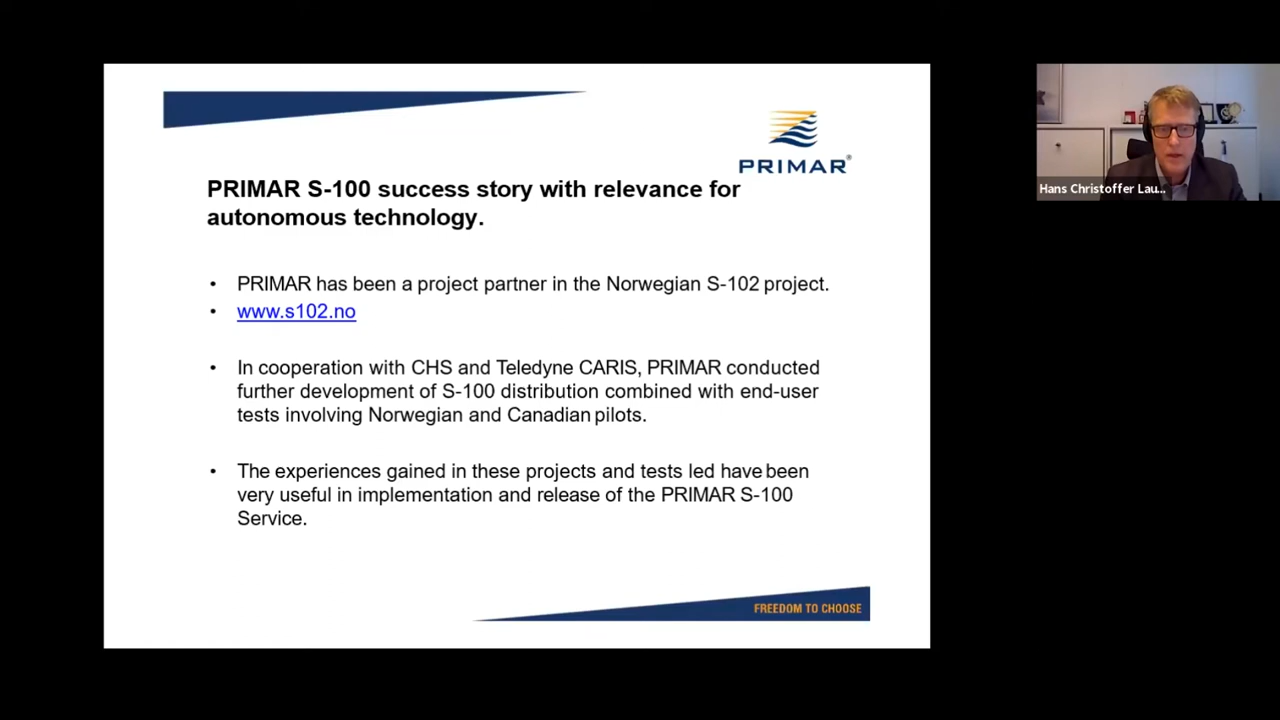 PRIMAR®
PRIMAR S-100 success story with relevance for
autonomous technology.
• PRIMAR has been a project partner in the Norwegian S-102 project.
• www.s102.no
• In cooperation with CHS and Teledyne CARIS, PRIMAR conducted
further development of S-100 distribution combined with end-user
tests involving Norwegian and Canadian pilots.
• The experiences gained in these projects and tests led have been
very useful in implementation and release of the PRIMAR S-100
Service.
FREEDOM TO CHOOSE
Hans Christoffer Lau...